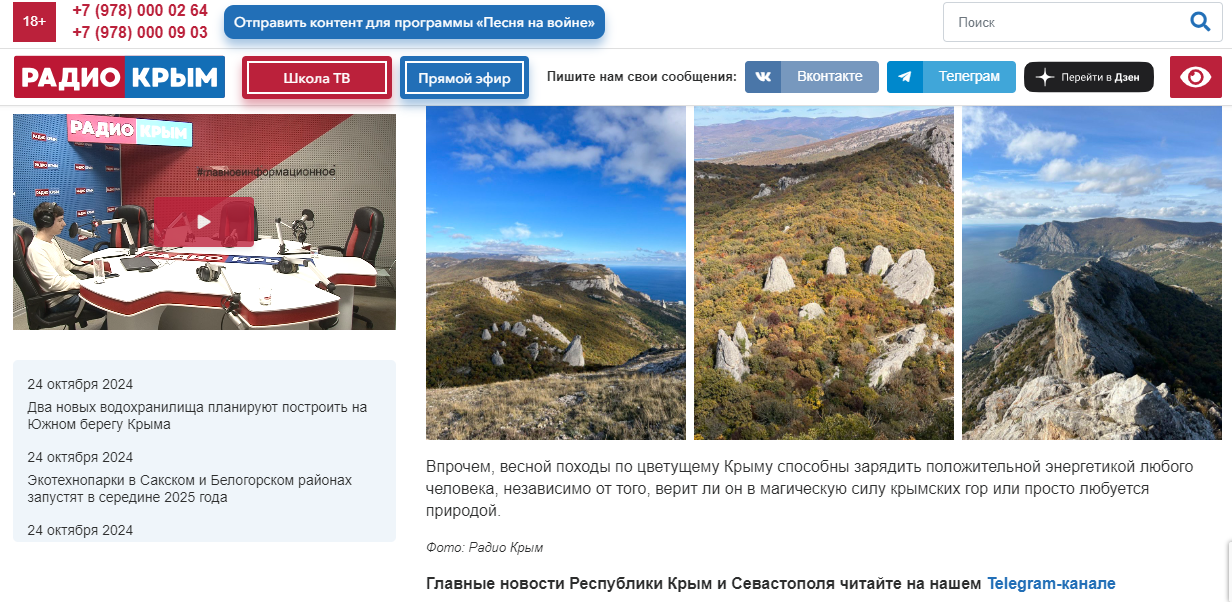 18+
+7 (978) 000 02 64
+7 (978) 000 09 03
Отправить контент для программы «Песня на войне»
Поиск
РАДИО КРЫМ
Школа ТВ
Прямой эфир
Пишите нам свои сообщения:
Вконтакте
Телеграм
Перейти в Дзен
РАДИО КРЫМ
#главноеинформационное
РАДИО КРЫМ
24 октября 2024
Два новых водохранилища планируют построить на
Южном берегу Крыма
24 октября 2024
Экотехнопарки в Сакском и Белогорском районах
запустят в середине 2025 года
24 октября 2024
Впрочем, весной походы по цветущему Крыму способны зарядить положительной энергетикой любого
человека, независимо от того, верит ли он в магическую силу крымских гор или просто любуется
природой.
Фото: Радио Крым
Главные новости Республики Крым и Севастополя читайте на нашем Telegram-канале